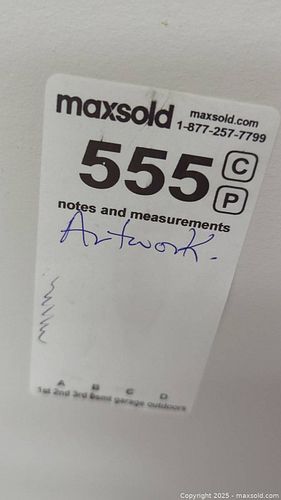 maxsold
maxsold.com
1-877-257-7799
555 C
P
notes and measurements
Artwork.
A B C D
1st 2nd 3rd Bsmt garage outdoors
Copyright © 2025 - maxsold.com